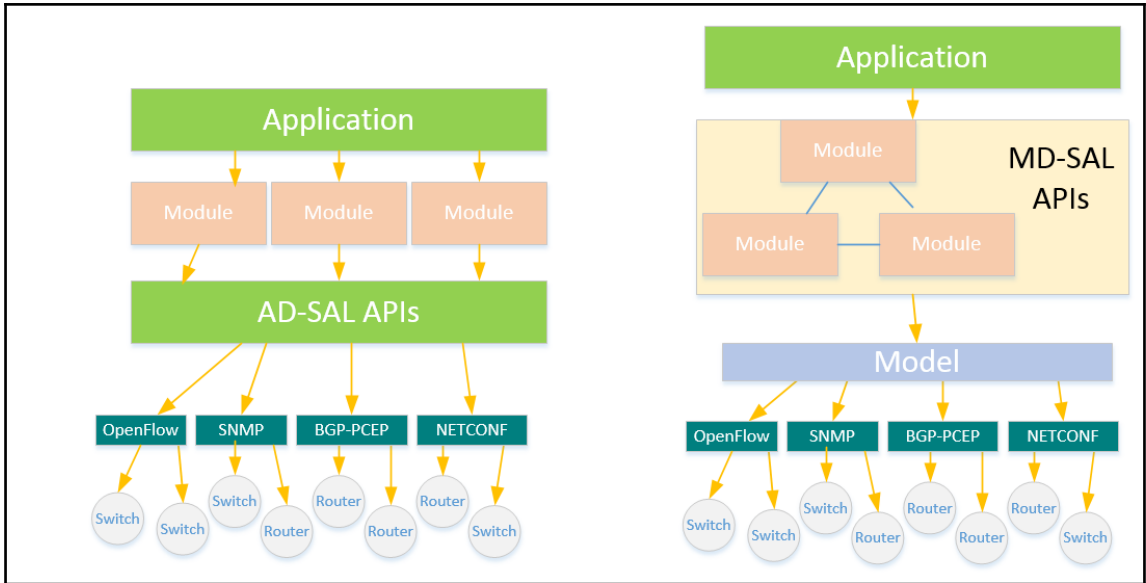 Application
Module
Module
Module
AD-SAL APIs
OpenFlow
SNMP
BGP-PCEP
NETCONF
Switch
Switch
Switch
Router
Router
Router
Router
Switch
Application
Module
MD-SAL
APIs
Module
Module
Model
OpenFlow
SNMP
BGP-PCEP
NETCONF
Switch
Switch
Switch
Router
Router
Router
Router
Switch